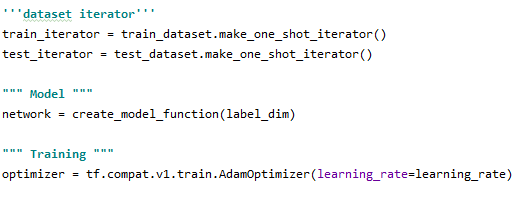 '''dataset iterator'''
train_iterator = train_dataset.make_one_shot_iterator()
test_iterator = test_dataset.make_one_shot_iterator()
""" Model """
network = create_model_function(label_dim)
""" Training """
optimizer = tf.compat.v1.train.AdamOptimizer(learning_rate=learning_rate)